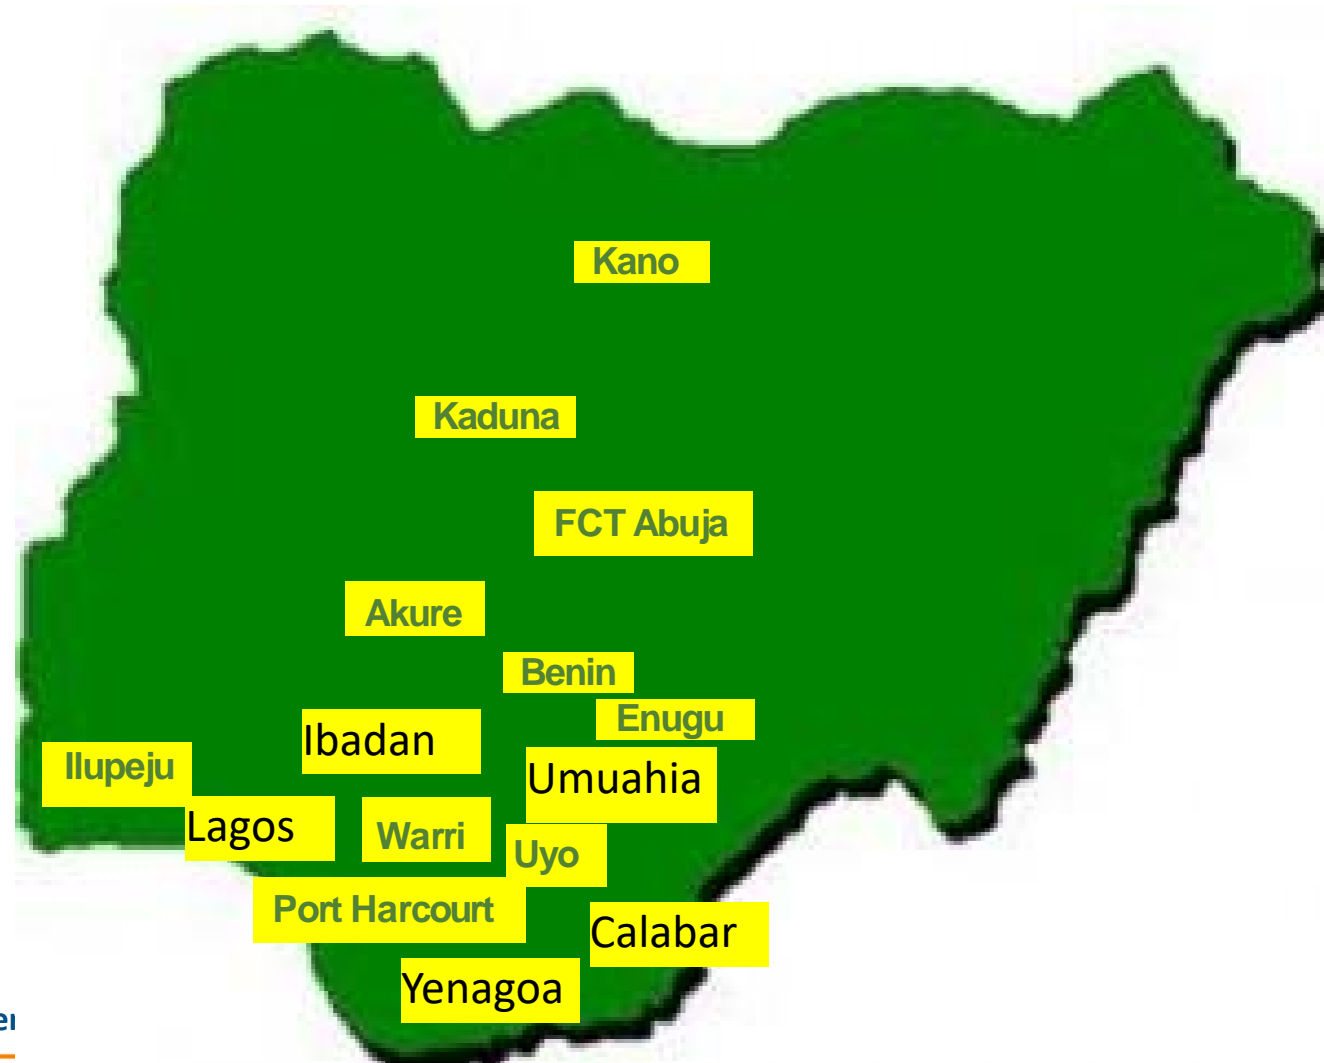 Kano
Kaduna
FCT Abuja
Akure
Benin
Enugu
Ibadan
Ilupeju
Umuahia
Lagos
Warri
Uyo
Port Harcourt
Calabar
Yenagoa